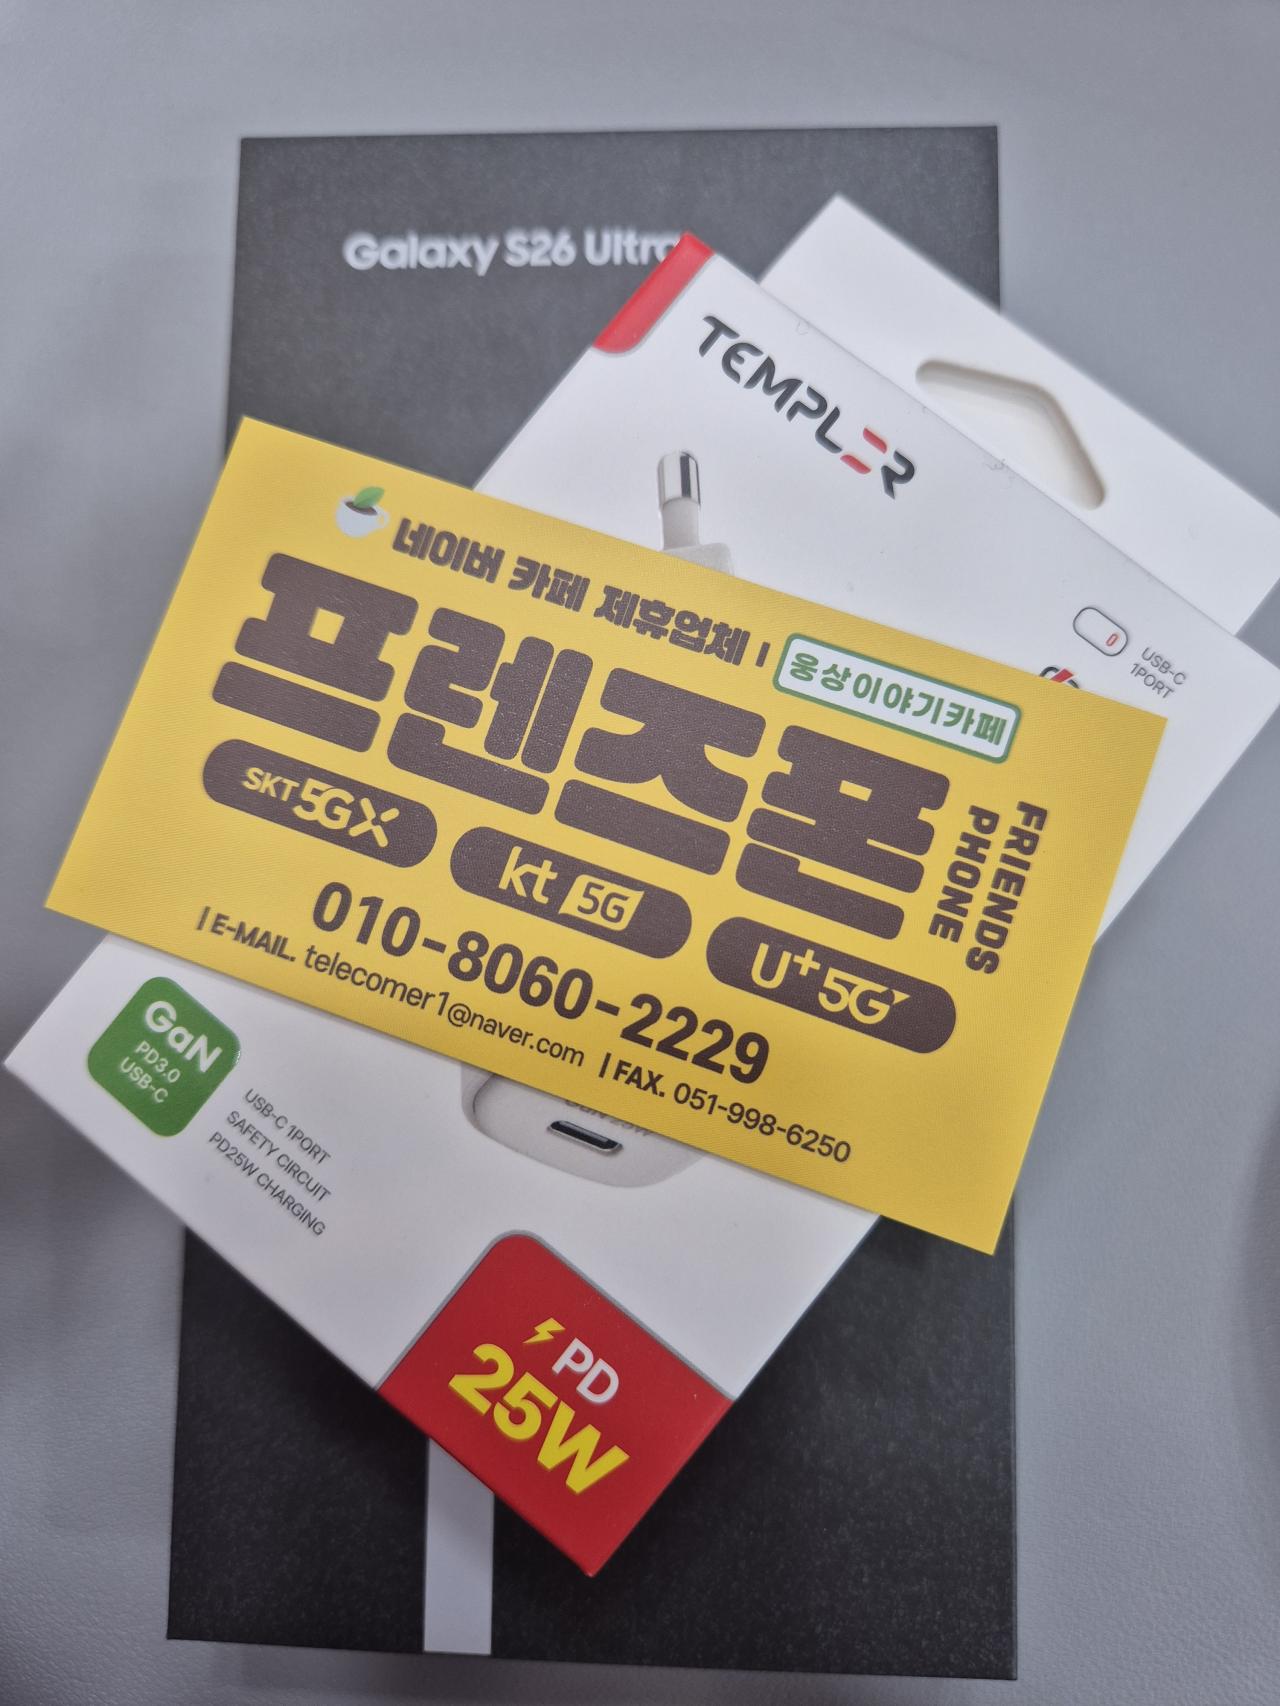 Galaxy S26 Ultra
TEMPLER
USB-C
1PORT
네이버 카페 제휴업체 | 웅상이야기카페
프렌즈폰
FRIENDS
PHONE
SKT 5GX
kt 5G
U+5G
010-8060-2229
| E-MAIL. telecomer1@naver.com | FAX. 051-998-6250
GaN
PD3.0
USB-C
USB-C 1PORT
SAFETY CIRCUIT
PD25W CHARGING
PD
25W